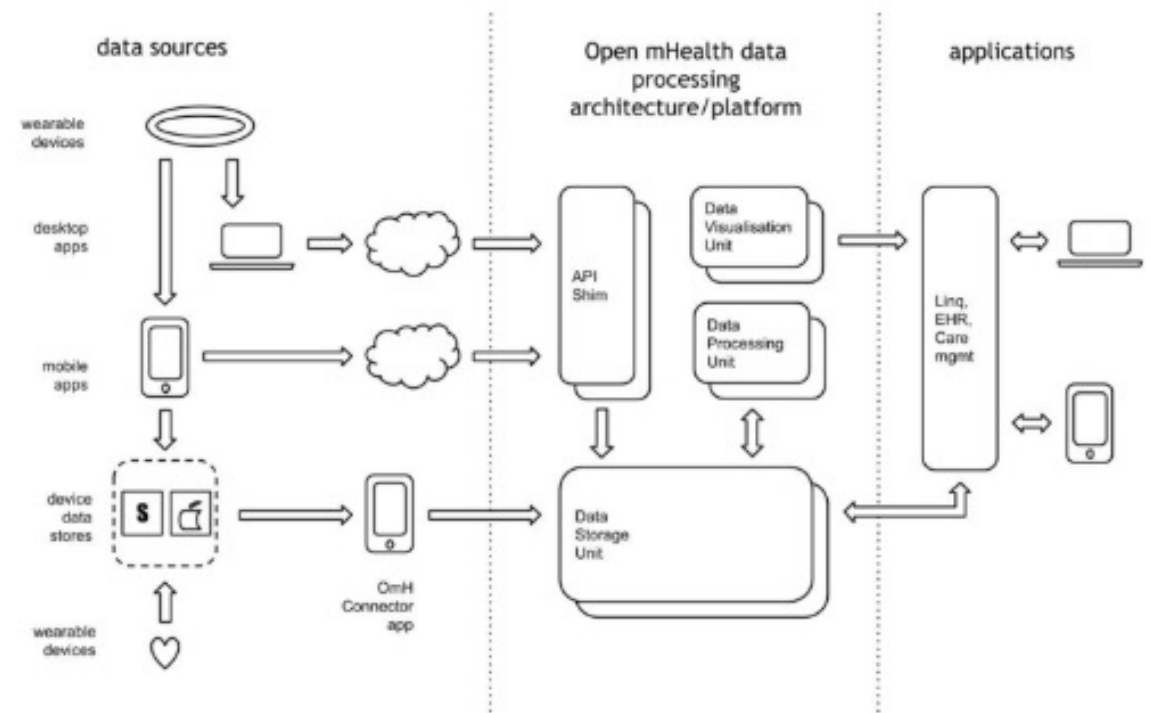 data sources
Open mHealth data
processing
architecture/platform
applications
wearable
devices
desktop
apps
API
Shim
Data
Visualisation
Unit
Linq,
EHR,
Care
mgmt
Data
Processing
Unit
mobile
apps
device
data
stores
S
Data
Storage
Unit
OmH
Connector
app
wearable
devices